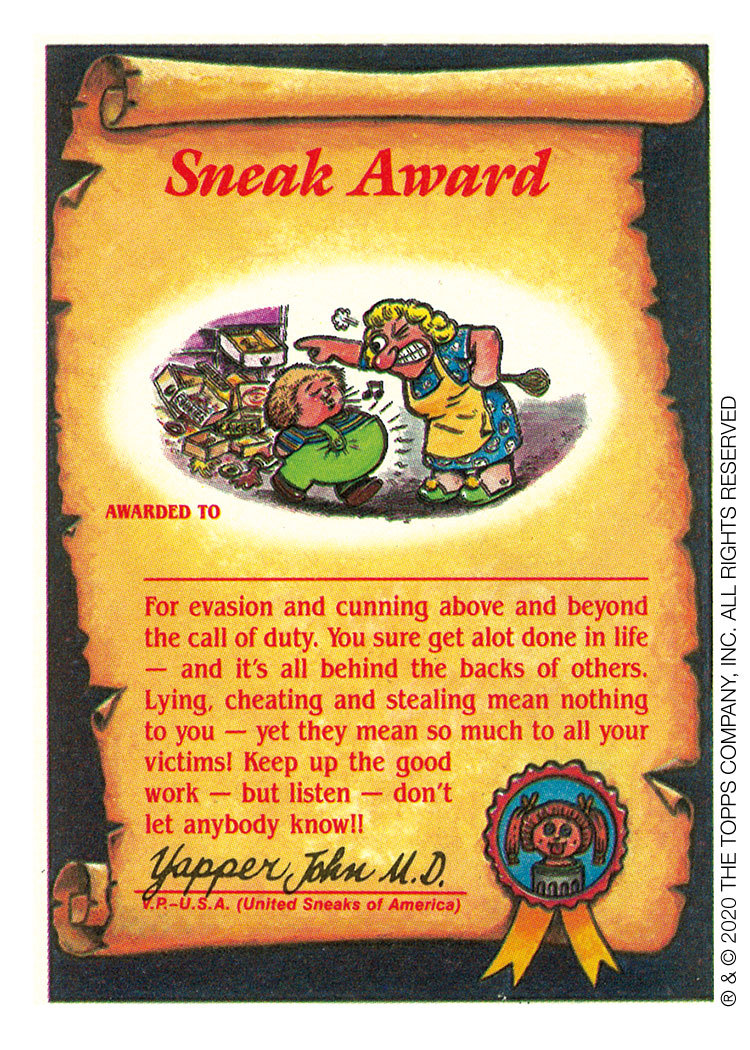 Sneak Award
AWARDED TO
For evasion and cunning above and beyond
the call of duty. You sure get alot done in life
— and it's all behind the backs of others.
Lying, cheating and stealing mean nothing
to you — yet they mean so much to all your
victims! Keep up the good
work — but listen — don't
let anybody know!!
Yapper John M.D.
V.P.–U.S.A. (United Sneaks of America)
® & © 2020 THE TOPPS COMPANY, INC. ALL RIGHTS RESERVED